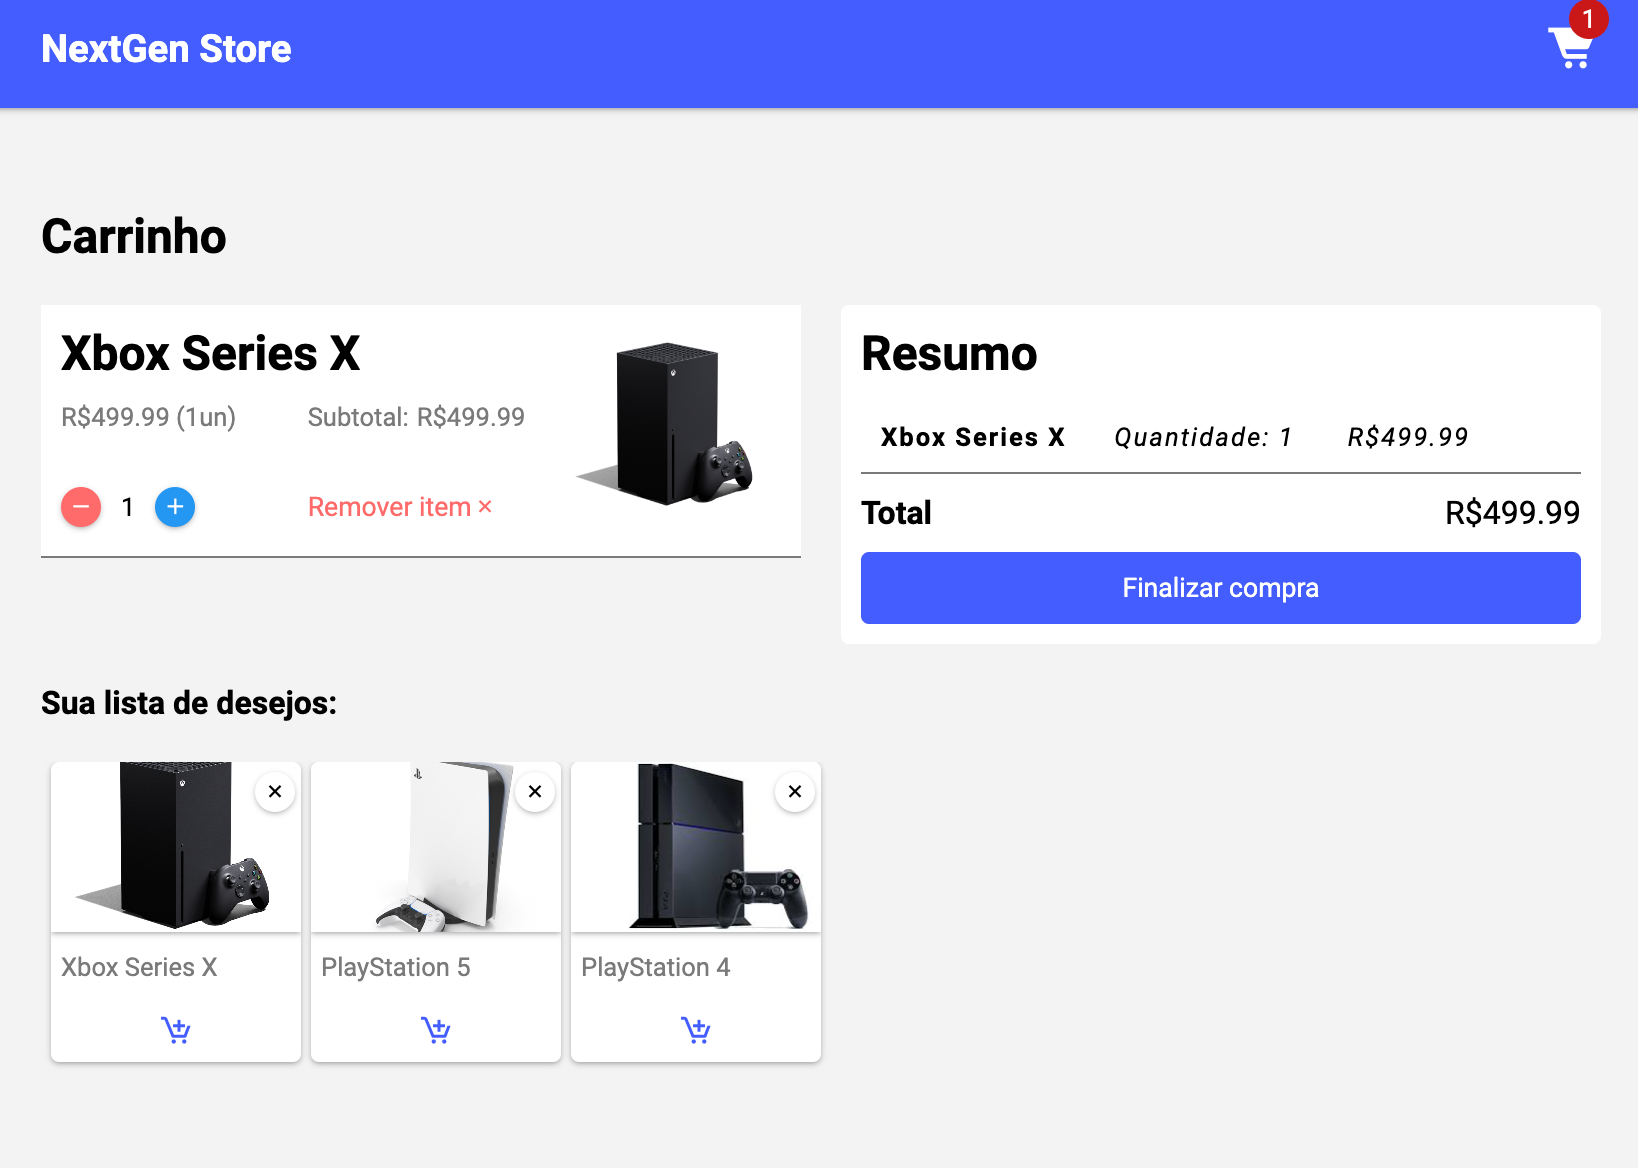 NextGen Store
1
Carrinho
Xbox Series X
R$499.99 (1un)
Subtotal: R$499.99
− 1 +
Remover item ×
Resumo
Xbox Series X Quantidade: 1 R$499.99
Total R$499.99
Finalizar compra
Sua lista de desejos:
Xbox Series X
PlayStation 5
PlayStation 4